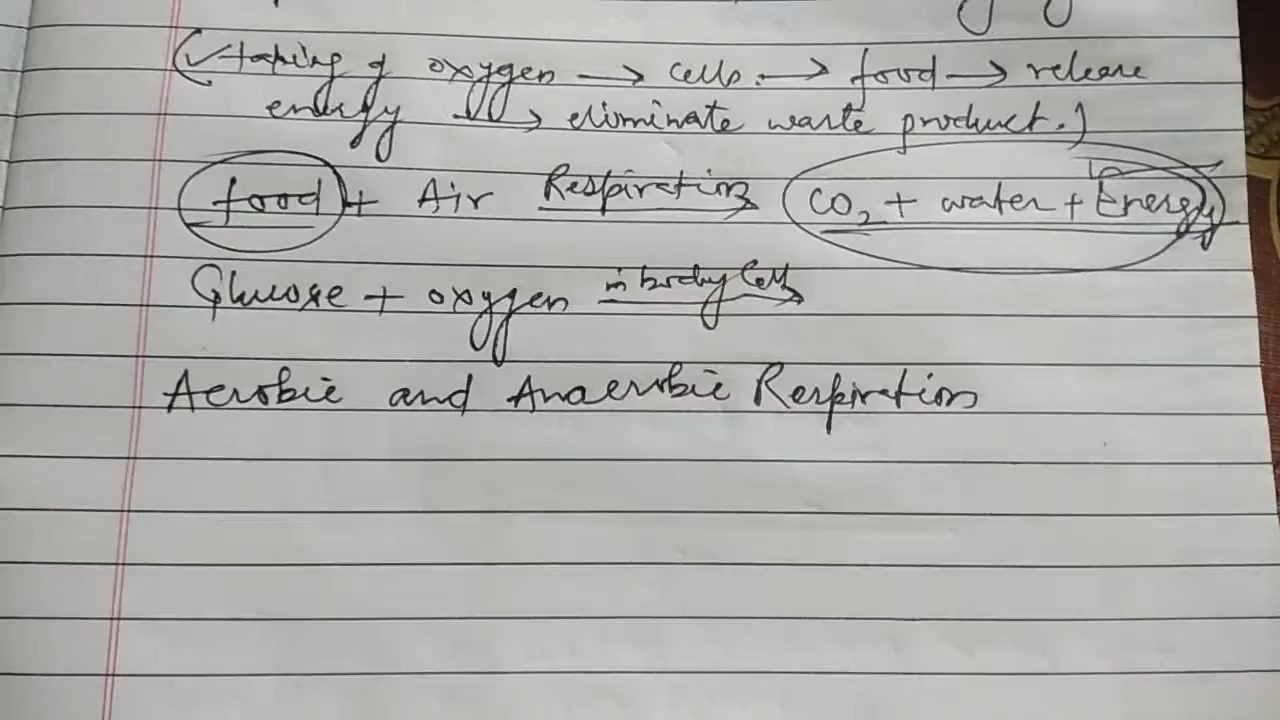 (taking of oxygen → cells → food → release
energy → eliminate waste product.)
food + Air Respiration → CO₂ + water + Energy
Glucose + oxygen in body cells →
Aerobic and Anaerobic Respiration